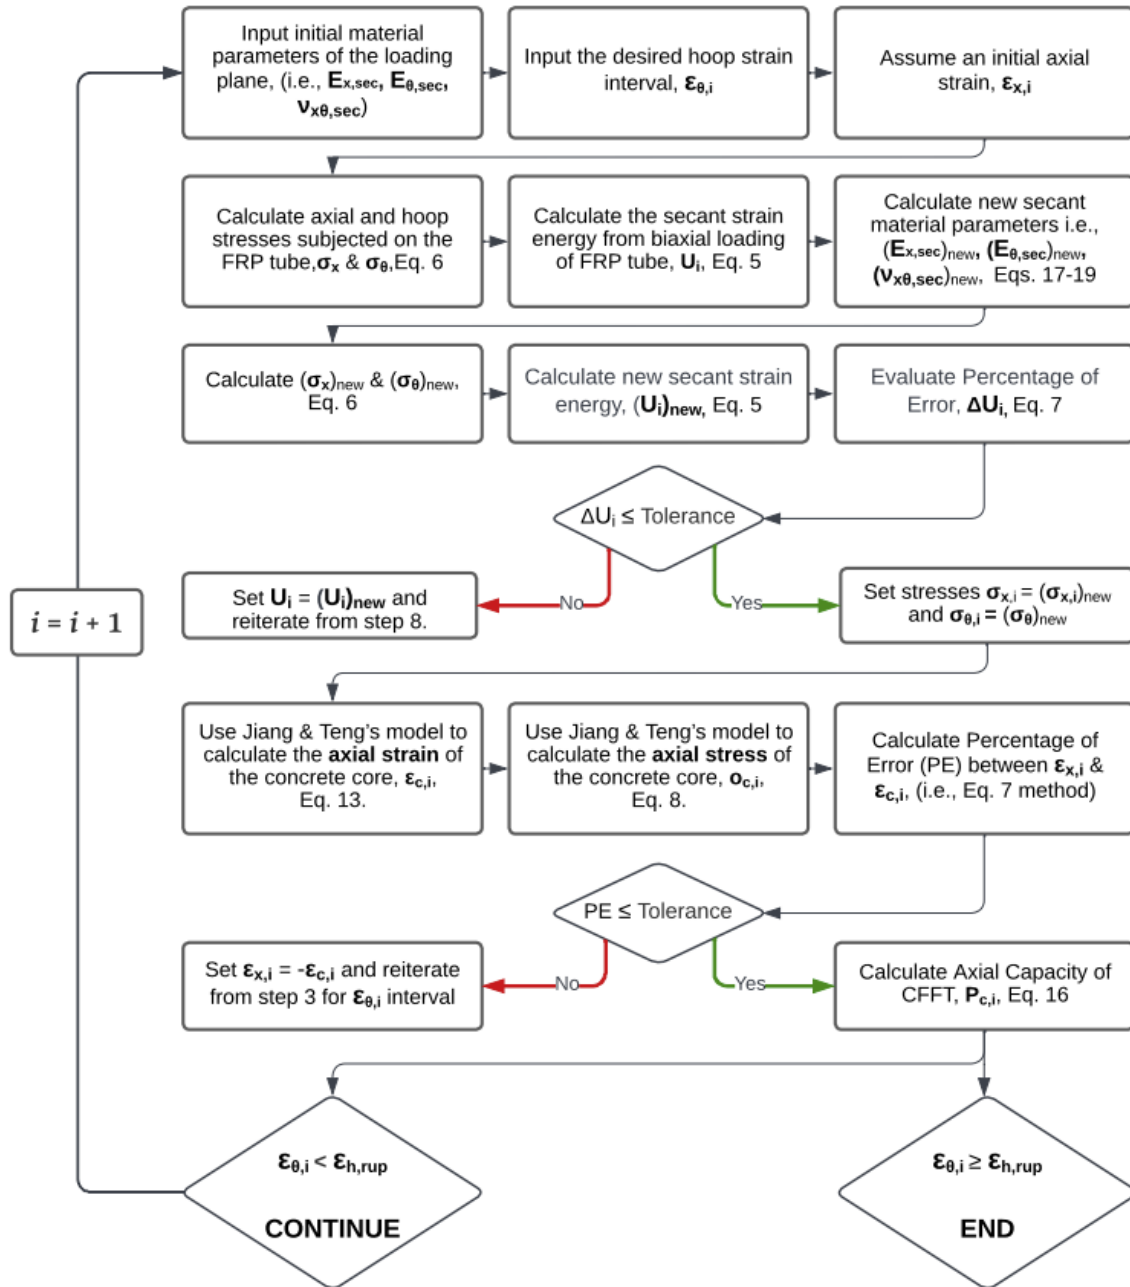 Input initial material
parameters of the loading
plane, (i.e., Ex,sec, Eθ,sec,
νxθ,sec)
Input the desired hoop strain
interval, εθ,i
Assume an initial axial
strain, εx,i
Calculate axial and hoop
stresses subjected on the
FRP tube,σx & σθ,Eq. 6
Calculate the secant strain
energy from biaxial loading
of FRP tube, Ui, Eq. 5
Calculate new secant
material parameters i.e.,
(Ex,sec)new, (Eθ,sec)new,
(νxθ,sec)new, Eqs. 17-19
Calculate (σx)new & (σθ)new,
Eq. 6
Calculate new secant strain
energy, (Ui)new, Eq. 5
Evaluate Percentage of
Error, ΔUi, Eq. 7
ΔUi ≤ Tolerance
No
Yes
Set Ui = (Ui)new and
reiterate from step 8.
Set stresses σx,i = (σx,i)new
and σθ,i = (σθ)new
i = i + 1
Use Jiang & Teng's model to
calculate the axial strain of
the concrete core, εc,i,
Eq. 13.
Use Jiang & Teng's model to
calculate the axial stress of
the concrete core, oc,i,
Eq. 8.
Calculate Percentage of
Error (PE) between εx,i &
εc,i, (i.e., Eq. 7 method)
PE ≤ Tolerance
No
Yes
Set εx,i = -εc,i and reiterate
from step 3 for εθ,i interval
Calculate Axial Capacity of
CFFT, Pc,i, Eq. 16
εθ,i < εh,rup
CONTINUE
εθ,i ≥ εh,rup
END